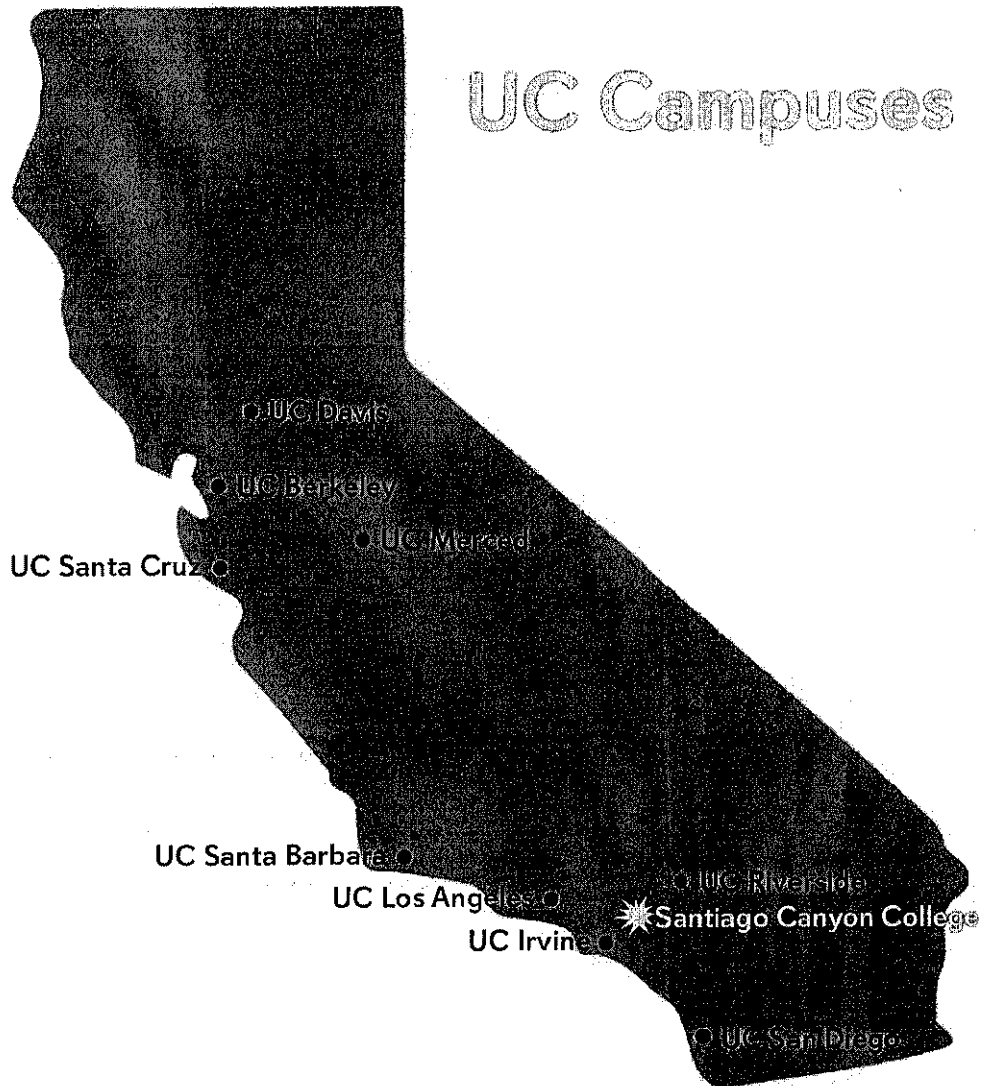 UC Campuses
UC Davis
UC Berkeley
UC Merced
UC Santa Cruz
UC Santa Barbara
UC Riverside
UC Los Angeles
Santiago Canyon College
UC Irvine
UC San Diego